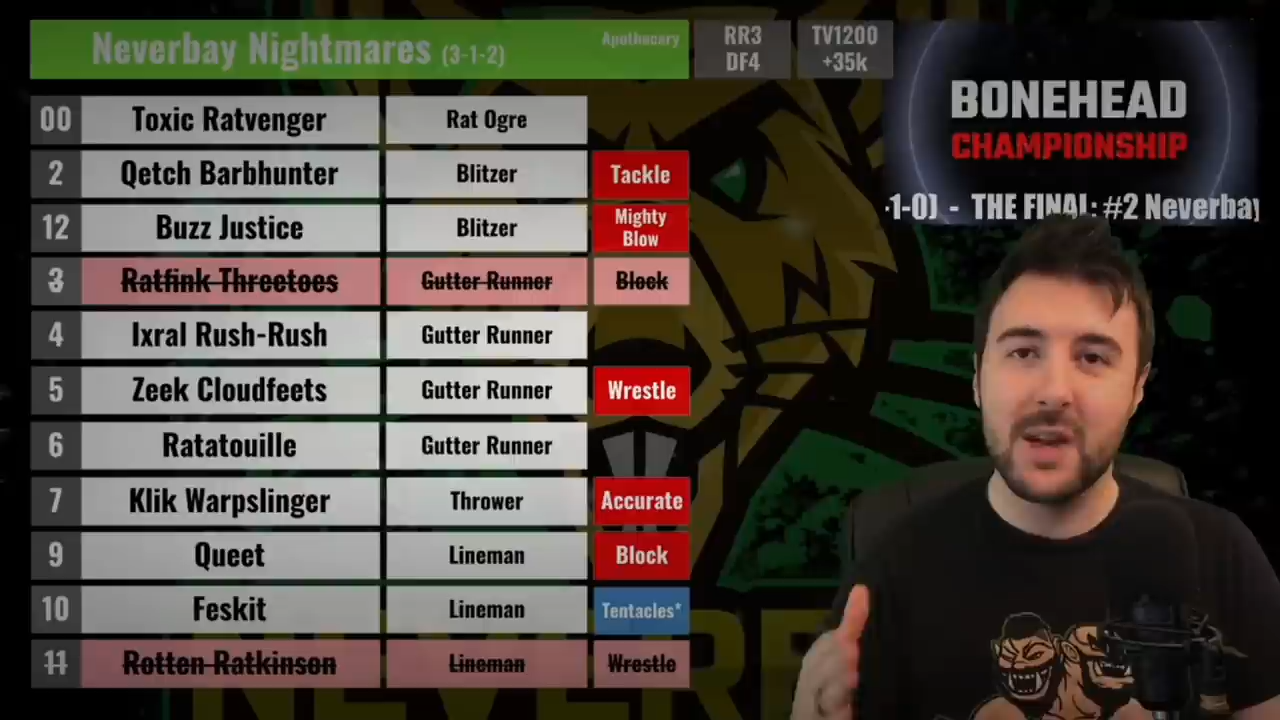 Neverbay Nightmares (3-1-2) Apothecary RR3 TV1200
DF4 +35k
BONEHEAD
CHAMPIONSHIP
-1-0) - THE FINAL: #2 Neverbay
00 Toxic Ratvenger Rat Ogre
2 Qetch Barbhunter Blitzer Tackle
12 Buzz Justice Blitzer Mighty Blow
3 Ratfink Threetoes Gutter Runner Block
4 Ixral Rush-Rush Gutter Runner
5 Zeek Cloudfeets Gutter Runner Wrestle
6 Ratatouille Gutter Runner
7 Klik Warpslinger Thrower Accurate
9 Queet Lineman Block
10 Feskit Lineman Tentacles*
11 Rotten Ratkinson Lineman Wrestle